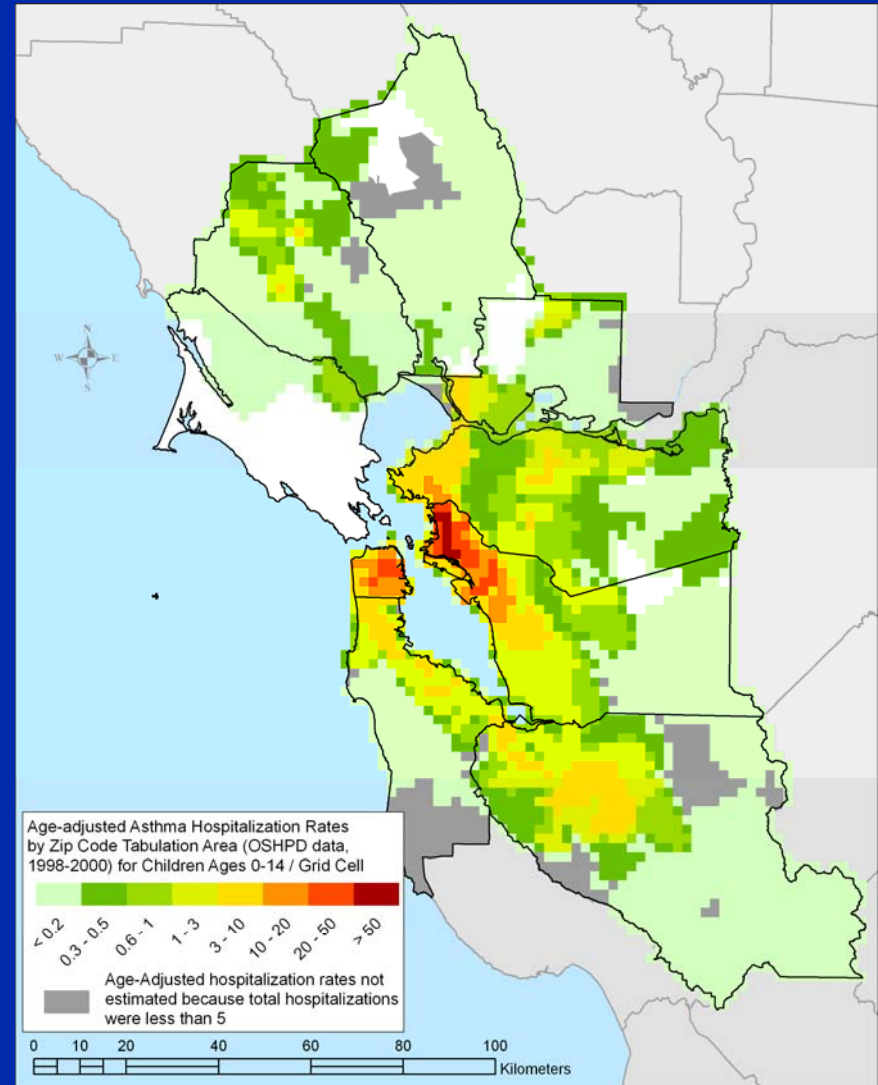 N
W E
S
Age-adjusted Asthma Hospitalization Rates
by Zip Code Tabulation Area (OSHPD data,
1998-2000) for Children Ages 0-14 / Grid Cell
< 0.2
0.3 - 0.5
0.6 - 1
1 - 3
3 - 10
10 - 20
20 - 50
> 50
Age-Adjusted hospitalization rates not
estimated because total hospitalizations
were less than 5
0 10 20 40 60 80 100
Kilometers